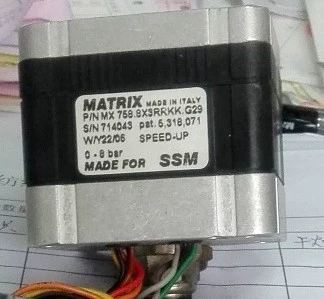 MATRIX MADE IN ITALY
P/N MX 758.8X3RRKK.G29
S/N 714043 pat. 5,318,071
W/Y22/06 SPEED-UP
0 - 8 bar
MADE FOR SSM